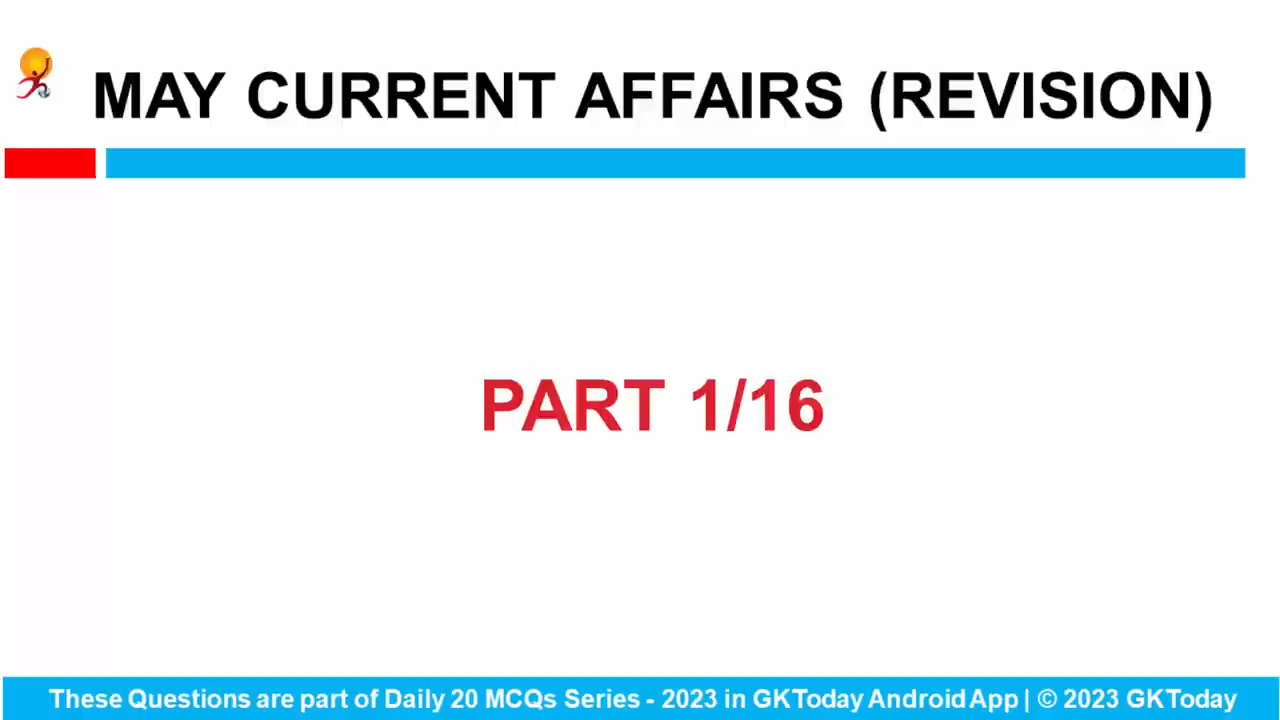 MAY CURRENT AFFAIRS (REVISION)
PART 1/16
These Questions are part of Daily 20 MCQs Series - 2023 in GKToday Android App | © 2023 GKToday